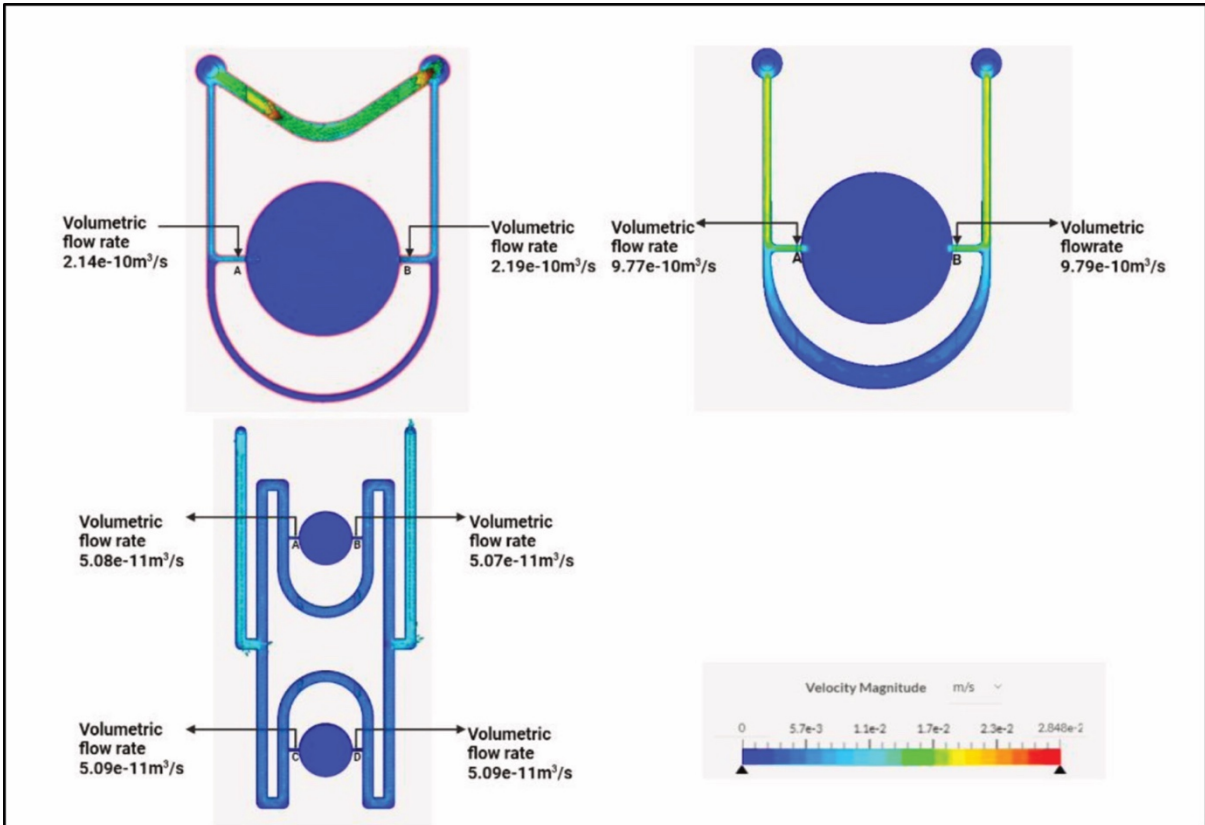 Volumetric
flow rate
2.14e-10m³/s
A
B
Volumetric
flow rate
2.19e-10m³/s
Volumetric
flow rate
9.77e-10m³/s
A
B
Volumetric
flowrate
9.79e-10m³/s
Volumetric
flow rate
5.08e-11m³/s
A
B
Volumetric
flow rate
5.07e-11m³/s
Volumetric
flow rate
5.09e-11m³/s
C
D
Volumetric
flow rate
5.09e-11m³/s
Velocity Magnitude m/s
0 5.7e-3 1.1e-2 1.7e-2 2.3e-2 2.848e-2